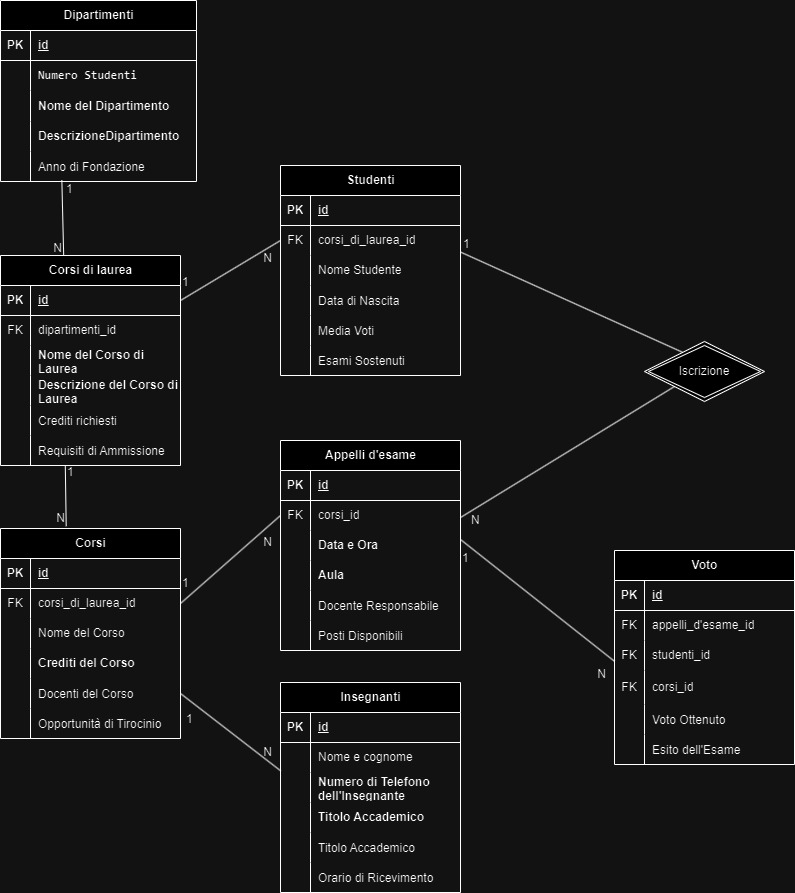 Dipartimenti
PK id
Numero Studenti
Nome del Dipartimento
DescrizioneDipartimento
Anno di Fondazione
1
N
Corsi di laurea
PK id
FK dipartimenti_id
Nome del Corso di
Laurea
Descrizione del Corso di
Laurea
Crediti richiesti
Requisiti di Ammissione
1
N
1
N
Studenti
PK id
FK corsi_di_laurea_id
Nome Studente
Data di Nascita
Media Voti
Esami Sostenuti
1
Iscrizione
N
Corsi
PK id
FK corsi_di_laurea_id
Nome del Corso
Crediti del Corso
Docenti del Corso
Opportunità di Tirocinio
1
N
1
N
Appelli d'esame
PK id
FK corsi_id
Data e Ora
Aula
Docente Responsabile
Posti Disponibili
1
N
Insegnanti
PK id
Nome e cognome
Numero di Telefono
dell'Insegnante
Titolo Accademico
Titolo Accademico
Orario di Ricevimento
Voto
PK id
FK appelli_d'esame_id
FK studenti_id
FK corsi_id
Voto Ottenuto
Esito dell'Esame